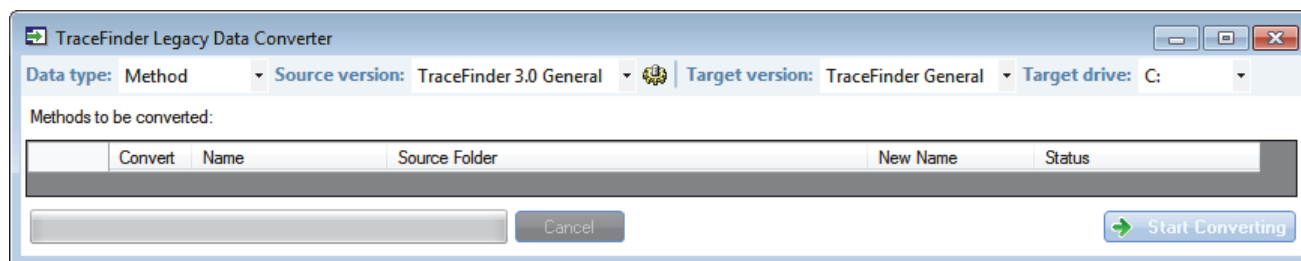 TraceFinder Legacy Data Converter
Data type: Method Source version: TraceFinder 3.0 General Target version: TraceFinder General Target drive: C:
Methods to be converted:
Convert Name Source Folder New Name Status
Cancel Start Converting